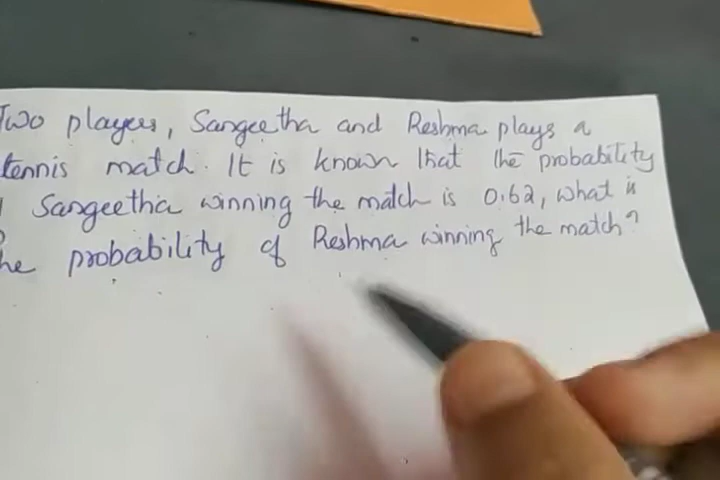 Two players, Sangeetha and Reshma plays a
tennis match. It is known that the probability
Sangeetha winning the match is 0.62, what is
the probability of Reshma winning the match?